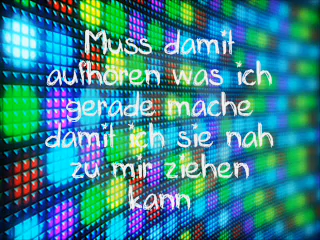 Muss damit
aufhören was ich
gerade mache
damit ich sie nah
zu mir ziehen
kann